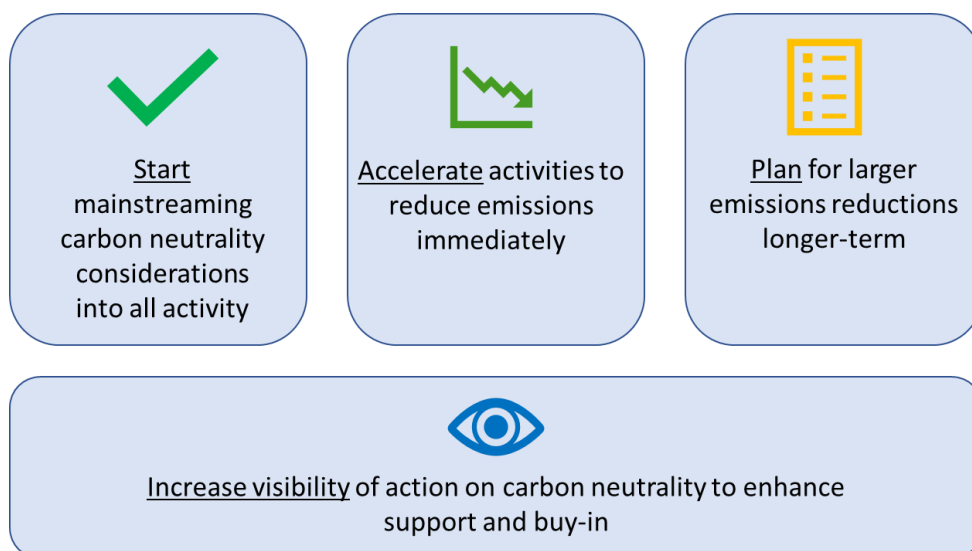 Start
mainstreaming
carbon neutrality
considerations
into all activity
Accelerate activities to
reduce emissions
immediately
Plan for larger
emissions reductions
longer-term
Increase visibility of action on carbon neutrality to enhance
support and buy-in